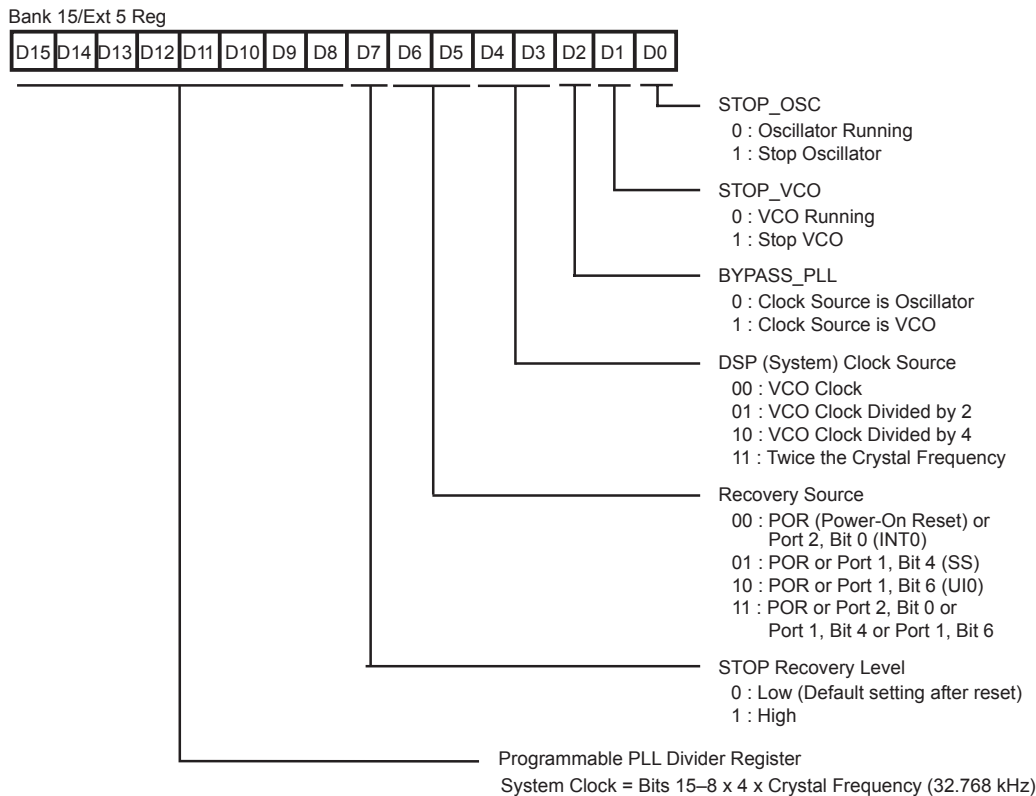 Bank 15/Ext 5 Reg
D15 D14 D13 D12 D11 D10 D9 D8 D7 D6 D5 D4 D3 D2 D1 D0
STOP_OSC
0 : Oscillator Running
1 : Stop Oscillator
STOP_VCO
0 : VCO Running
1 : Stop VCO
BYPASS_PLL
0 : Clock Source is Oscillator
1 : Clock Source is VCO
DSP (System) Clock Source
00 : VCO Clock
01 : VCO Clock Divided by 2
10 : VCO Clock Divided by 4
11 : Twice the Crystal Frequency
Recovery Source
00 : POR (Power-On Reset) or
Port 2, Bit 0 (INT0)
01 : POR or Port 1, Bit 4 (SS)
10 : POR or Port 1, Bit 6 (UI0)
11 : POR or Port 2, Bit 0 or
Port 1, Bit 4 or Port 1, Bit 6
STOP Recovery Level
0 : Low (Default setting after reset)
1 : High
Programmable PLL Divider Register
System Clock = Bits 15–8 x 4 x Crystal Frequency (32.768 kHz)